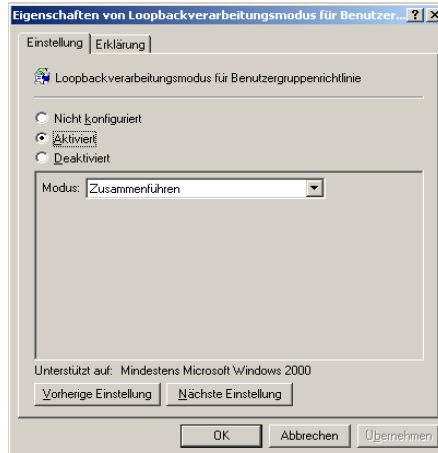 Eigenschaften von Loopbackverarbeitungsmodus für Benutzer...
Einstellung Erklärung
Loopbackverarbeitungsmodus für Benutzergruppenrichtlinie
Nicht konfiguriert
Aktiviert
Deaktiviert
Modus: Zusammenführen
Unterstützt auf: Mindestens Microsoft Windows 2000
Vorherige Einstellung Nächste Einstellung
OK Abbrechen Übernehmen